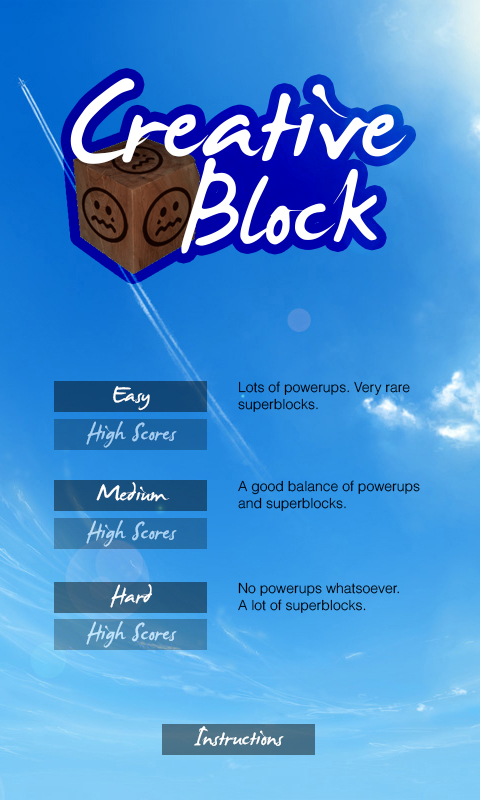 Creative
Block
Easy
Lots of powerups. Very rare
superblocks.
High Scores
Medium
A good balance of powerups
and superblocks.
High Scores
Hard
No powerups whatsoever.
A lot of superblocks.
High Scores
Instructions